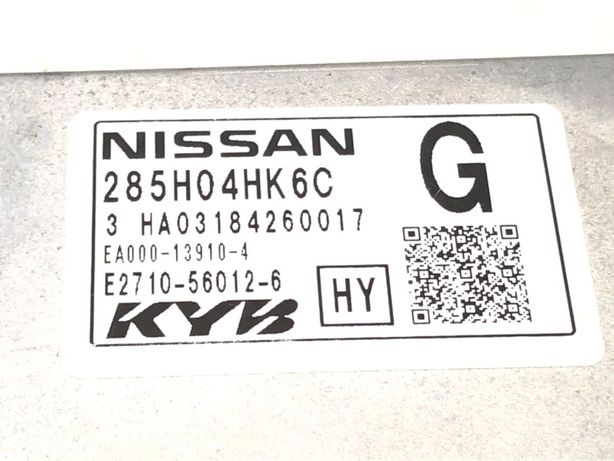 NISSAN
G
285H04HK6C
3 HA03184260017
EA000-13910-4
E2710-56012-6
HY
KYB